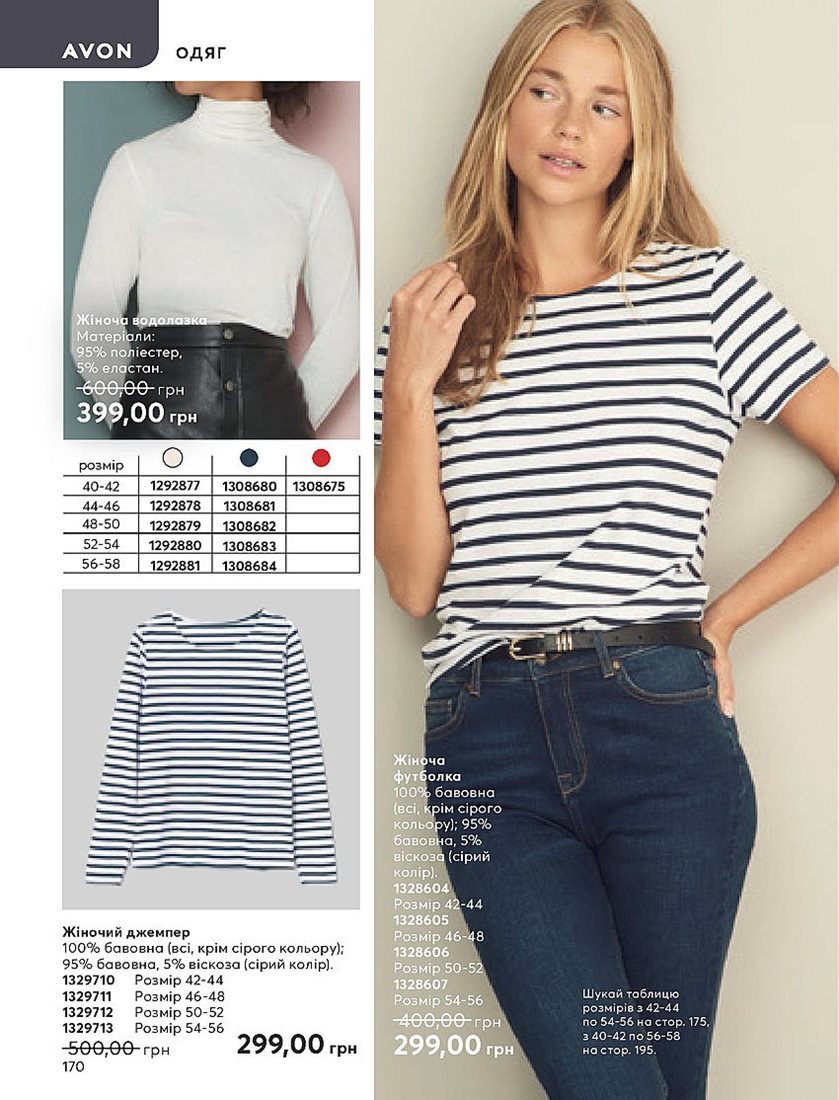 AVON ОДЯГ
Жіноча водолазка
Матеріали:
95% поліестер,
5% еластан.
600,00 грн
399,00 грн
розмір
40-42 1292877 1308680 1308675
44-46 1292878 1308681
48-50 1292879 1308682
52-54 1292880 1308683
56-58 1292881 1308684
Жіночий джемпер
100% бавовна (всі, крім сірого кольору);
95% бавовна, 5% віскоза (сірий колір).
1329710 Розмір 42-44
1329711 Розмір 46-48
1329712 Розмір 50-52
1329713 Розмір 54-56
500,00 грн 299,00 грн
170
Жіноча
футболка
100% бавовна
(всі, крім сірого
кольору); 95%
бавовна, 5%
віскоза (сірий
колір).
1328604
Розмір 42-44
1328605
Розмір 46-48
1328606
Розмір 50-52
1328607
Розмір 54-56
400,00 грн
299,00 грн
Шукай таблицю
розмірів з 42-44
по 54-56 на стор. 175,
з 40-42 по 56-58
на стор. 195.